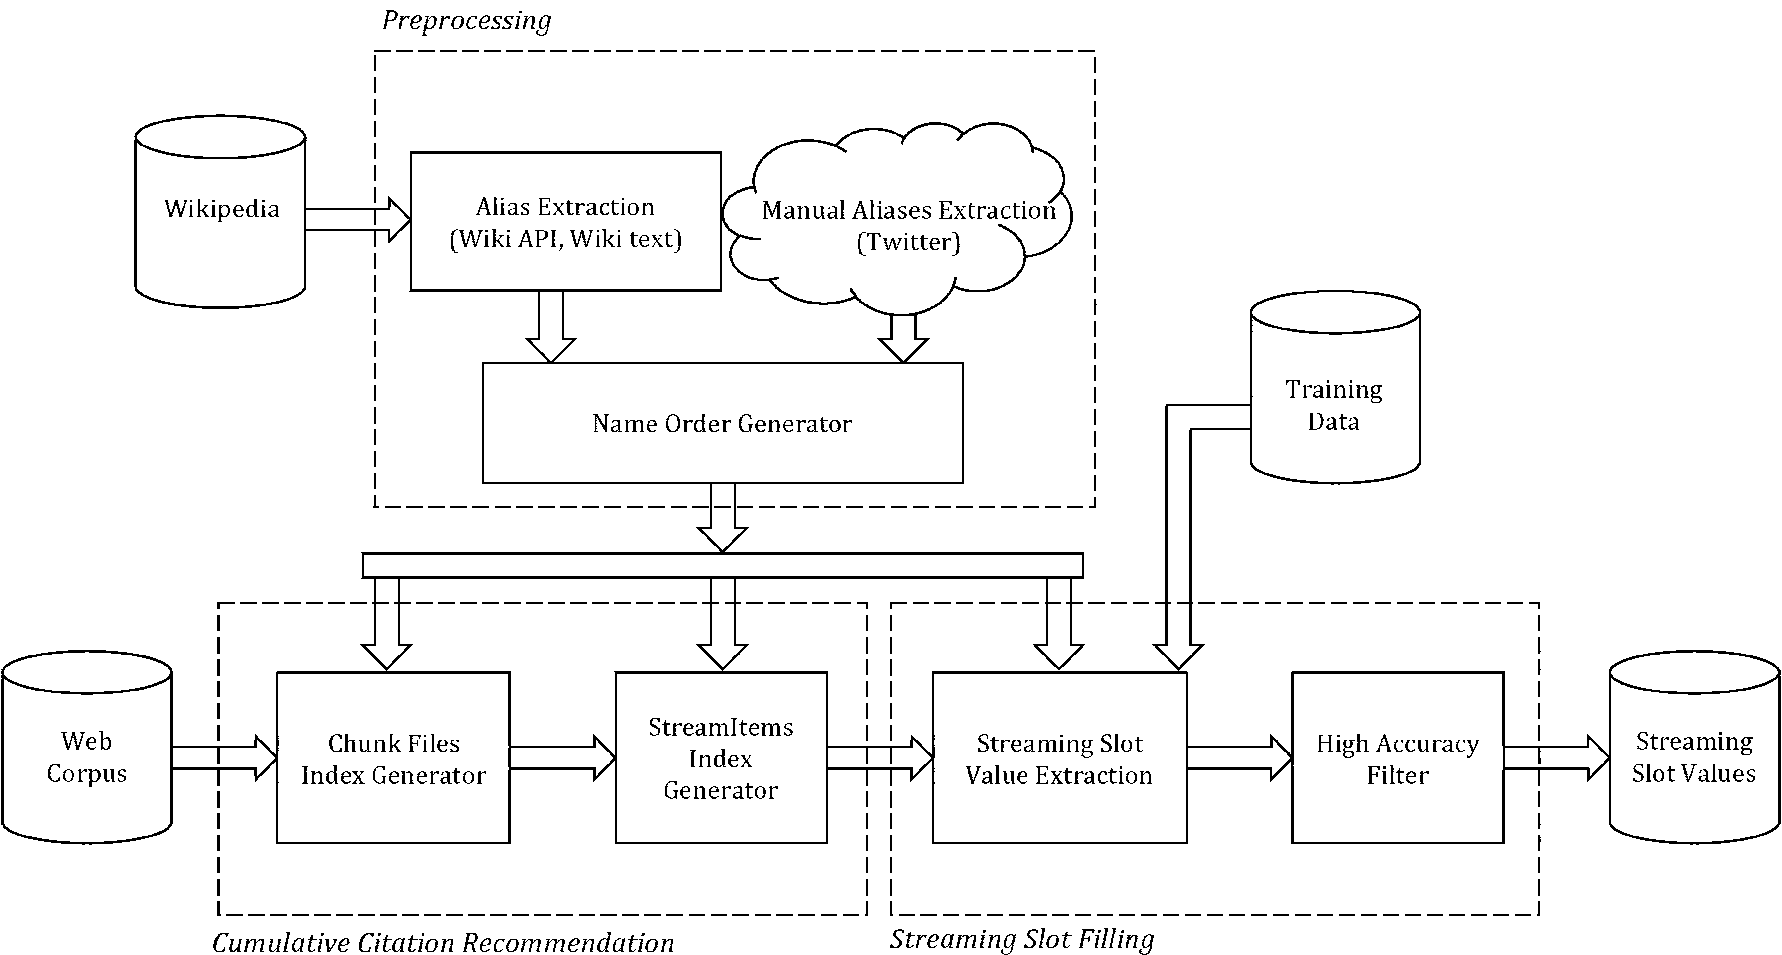 Preprocessing
Wikipedia
Alias Extraction
(Wiki API, Wiki text)
Manual Aliases Extraction
(Twitter)
Name Order Generator
Training
Data
Web
Corpus
Chunk Files
Index Generator
StreamItems
Index
Generator
Streaming Slot
Value Extraction
High Accuracy
Filter
Streaming
Slot Values
Cumulative Citation Recommendation
Streaming Slot Filling